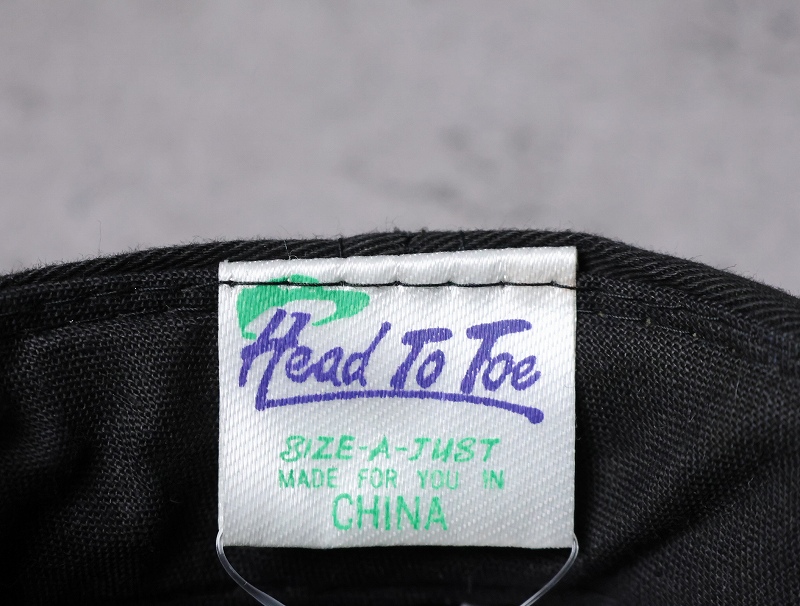 Head To Toe
SIZE-A-JUST
MADE FOR YOU IN
CHINA